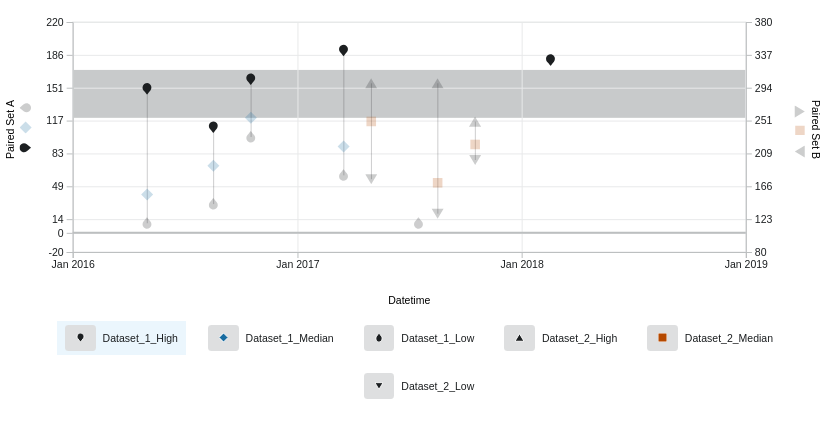 220
186
151
117
83
49
14
0
-20
380
337
294
251
209
166
123
80
Paired Set A
Paired Set B
Jan 2016
Jan 2017
Jan 2018
Jan 2019
Datetime
Dataset_1_High
Dataset_1_Median
Dataset_1_Low
Dataset_2_High
Dataset_2_Median
Dataset_2_Low